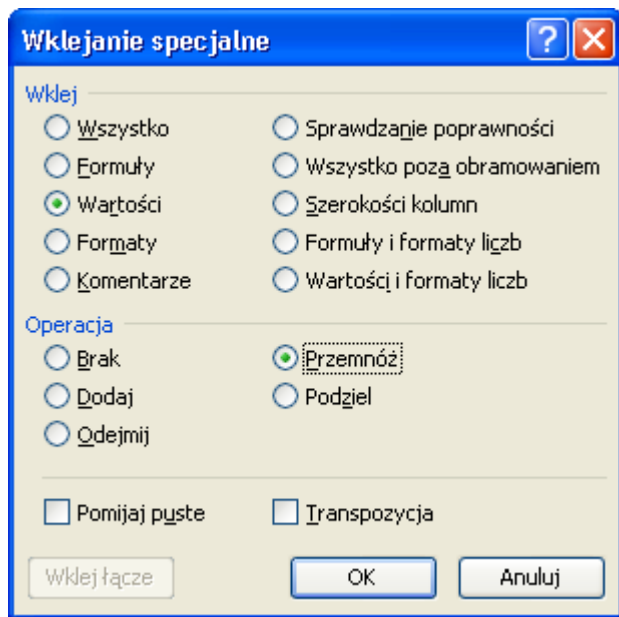 Wklejanie specjalne
Wklej
Wszystko
Sprawdzanie poprawności
Formuły
Wszystko poza obramowaniem
Wartości
Szerokości kolumn
Formaty
Formuły i formaty liczb
Komentarze
Wartości i formaty liczb
Operacja
Brak
Przemnóż
Dodaj
Podziel
Odejmij
Pomijaj puste
Transpozycja
Wklej łącze
OK
Anuluj